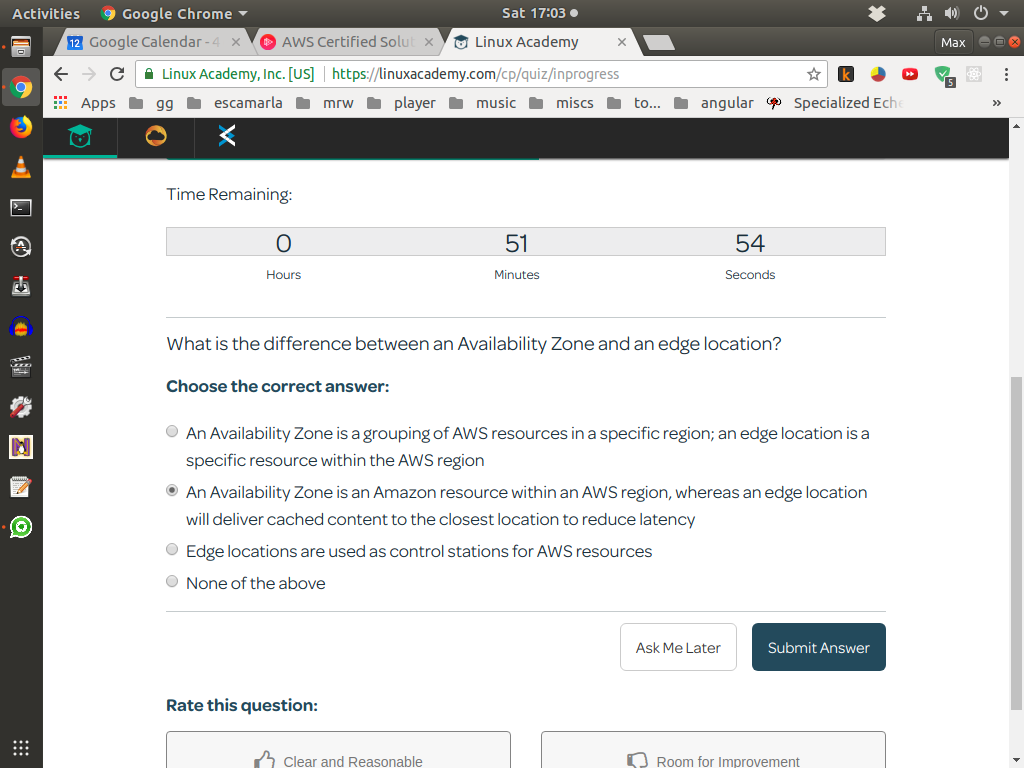 Activities Google Chrome Sat 17:03
Google Calendar - 4 AWS Certified Solut Linux Academy Max
Linux Academy, Inc. [US] https://linuxacademy.com/cp/quiz/inprogress
5
Apps gg escamarla mrw player music miscs to... angular Specialized Eche »
Time Remaining:
0 51 54
Hours Minutes Seconds
What is the difference between an Availability Zone and an edge location?
Choose the correct answer:
An Availability Zone is a grouping of AWS resources in a specific region; an edge location is a
specific resource within the AWS region
An Availability Zone is an Amazon resource within an AWS region, whereas an edge location
will deliver cached content to the closest location to reduce latency
Edge locations are used as control stations for AWS resources
None of the above
Ask Me Later Submit Answer
Rate this question:
Clear and Reasonable Room for Improvement